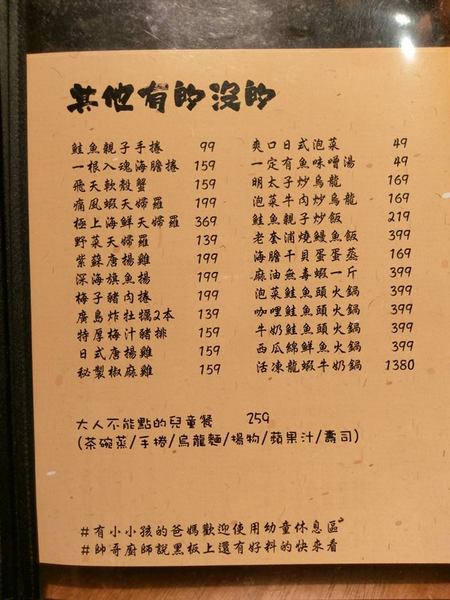 其他有的沒的
鮭魚親子手捲 99
一根入魂海膽捲 159
飛天軟殼蟹 159
痛風蝦天婦羅 199
極上海鮮天婦羅 369
野菜天婦羅 139
紫蘇唐揚雞 199
深海旗魚揚 199
梅子豬肉捲 199
廣島炸牡蠣2本 139
特厚梅汁豬排 159
日式唐揚雞 159
秘製椒麻雞 159
爽口日式泡菜 49
一定有魚味噌湯 49
明太子炒烏龍 169
泡菜牛肉炒烏龍 169
鮭魚親子炒飯 219
老奎浦燒鰻魚飯 399
海膽干貝蛋蛋蒸 169
麻油無毒蝦一斤 399
泡菜鮭魚頭火鍋 399
咖哩鮭魚頭火鍋 399
牛奶鮭魚頭火鍋 399
西瓜綿鮮魚火鍋 399
活凍龍蝦牛奶鍋 1380
大人不能點的兒童餐 259
(茶碗蒸/手捲/烏龍麵/揚物/蘋果汁/壽司)
#有小小孩的爸媽歡迎使用幼童休息區~
#帥哥廚師說黑板上還有好料的快來看